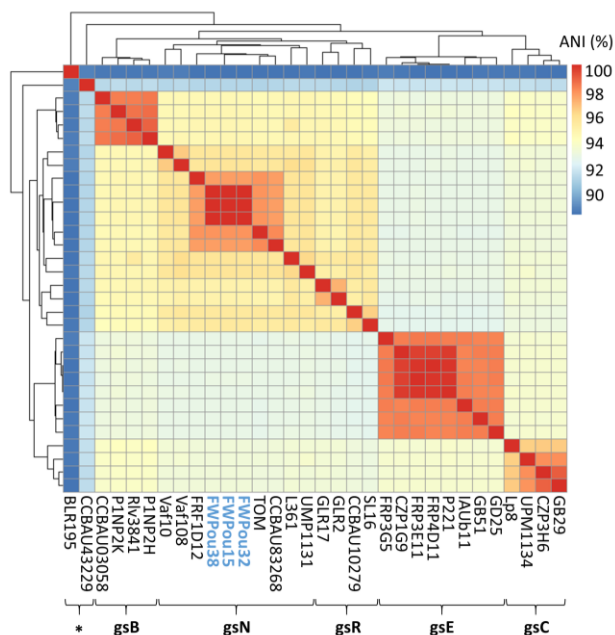 ANI (%)
100
98
96
94
92
90
BLR195
CCBAU43229
CCBAU03058
P1NP2K
Rlv3841
P1NP2H
Vaf10
Vaf108
FRF1D12
FWPou38
FWPou15
FWPou32
TOM
CCBAU83268
L361
UMP1131
GLR17
GLR2
CCBAU10279
SL16
FRP3G5
CZP1G9
FRP3E11
FRP4D11
P221
IAUb11
GB51
GD25
Lp8
UPM1134
CZP3H6
GB29
* gsB gsN gsR gsE gsC